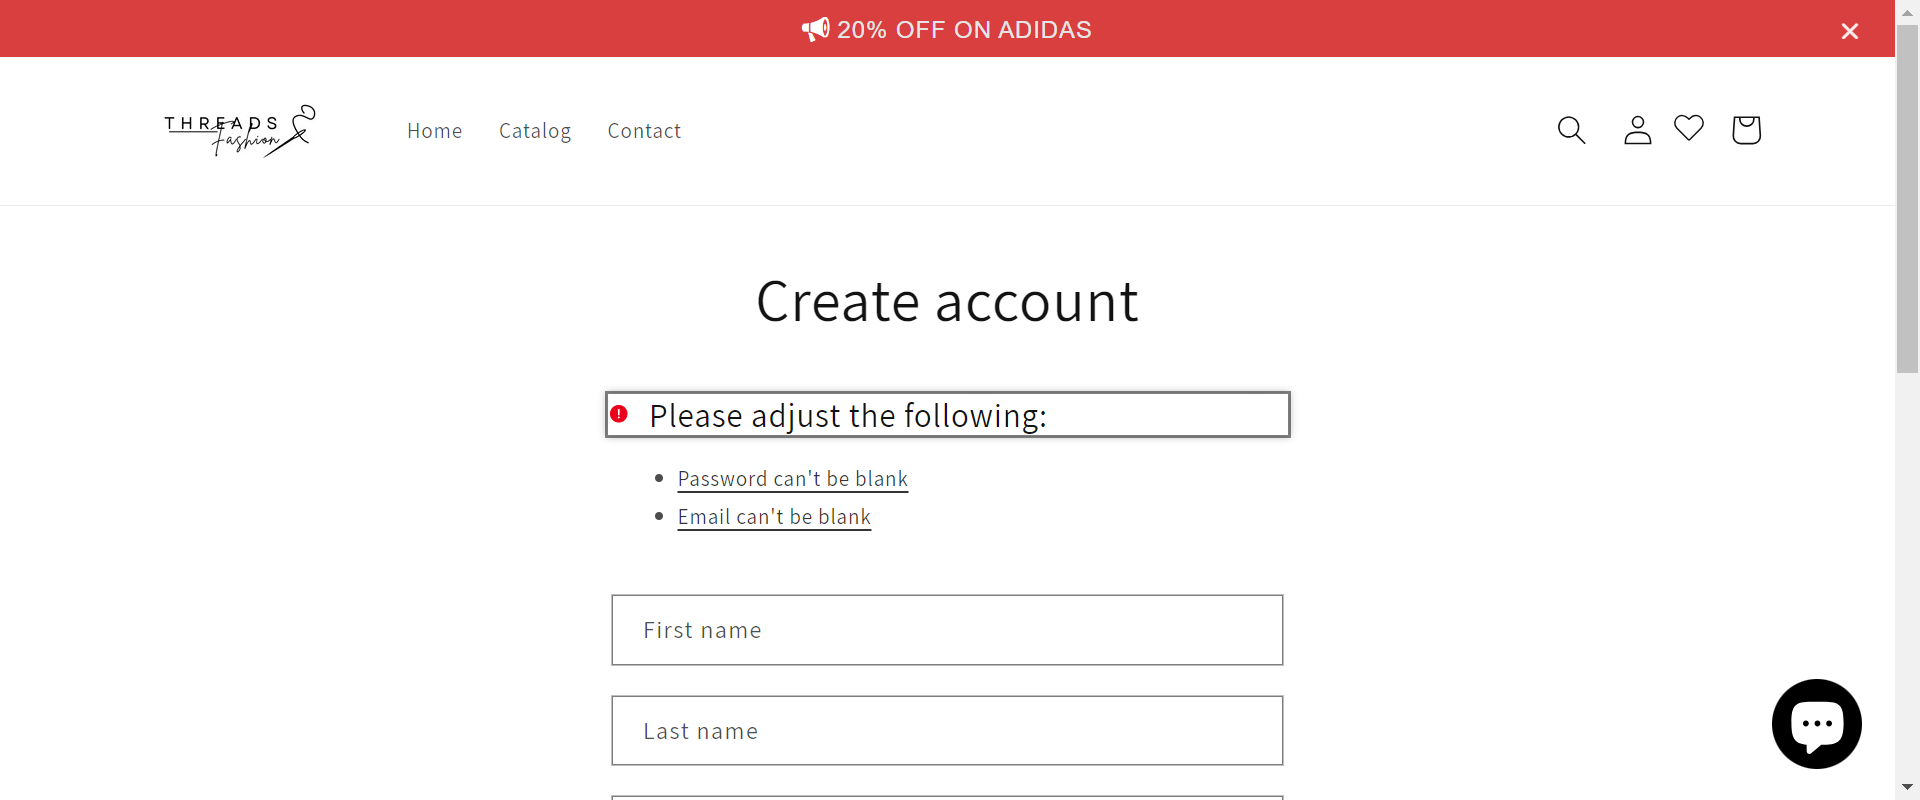 20% OFF ON ADIDAS
THREADS
Fashion
Home Catalog Contact
Create account
Please adjust the following:
Password can't be blank
Email can't be blank
First name
Last name